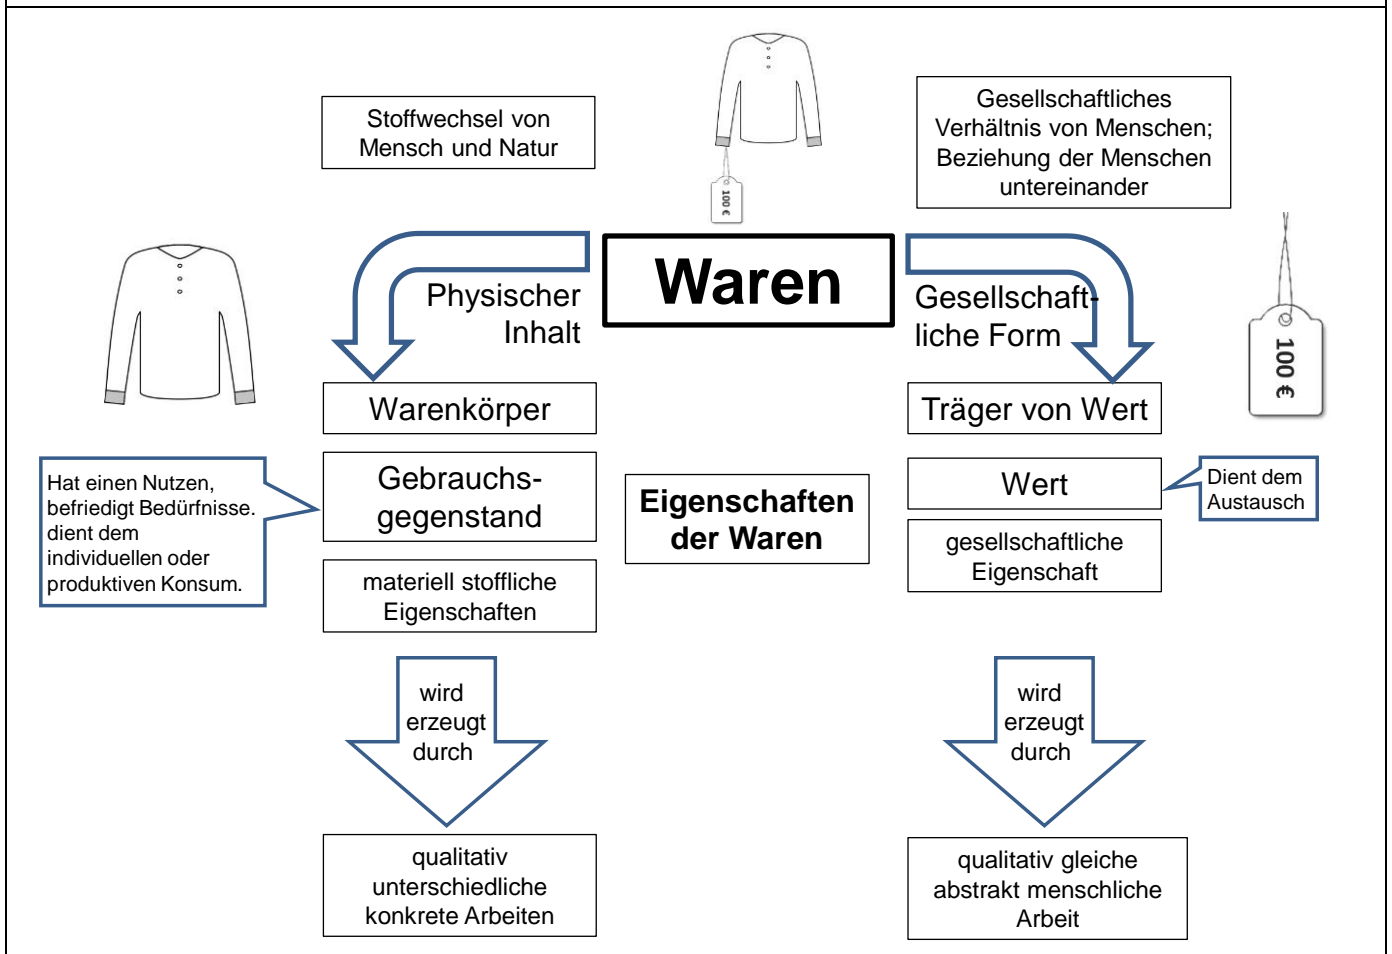 Stoffwechsel von
Mensch und Natur
100 €
Gesellschaftliches
Verhältnis von Menschen;
Beziehung der Menschen
untereinander
Waren
Physischer
Inhalt
Gesellschaft-
liche Form
100 €
Warenkörper
Träger von Wert
Hat einen Nutzen,
befriedigt Bedürfnisse.
dient dem
individuellen oder
produktiven Konsum.
Gebrauchs-
gegenstand
Eigenschaften
der Waren
Wert
Dient dem
Austausch
materiell stoffliche
Eigenschaften
gesellschaftliche
Eigenschaft
wird
erzeugt
durch
wird
erzeugt
durch
qualitativ
unterschiedliche
konkrete Arbeiten
qualitativ gleiche
abstrakt menschliche
Arbeit